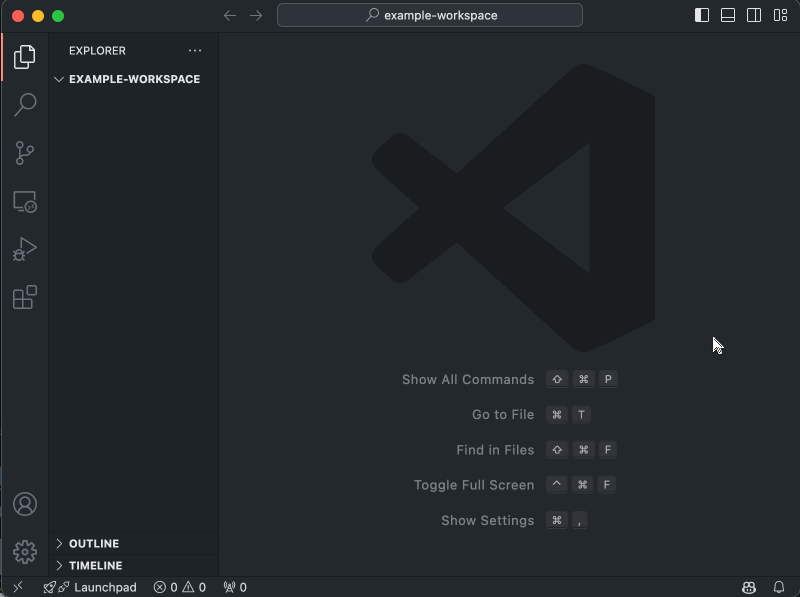 example-workspace
EXPLORER ···
EXAMPLE-WORKSPACE
Show All Commands ⇧ ⌘ P
Go to File ⌘ T
Find in Files ⇧ ⌘ F
Toggle Full Screen ^ ⌘ F
Show Settings ⌘ ,
OUTLINE
TIMELINE
Launchpad 0 0 0